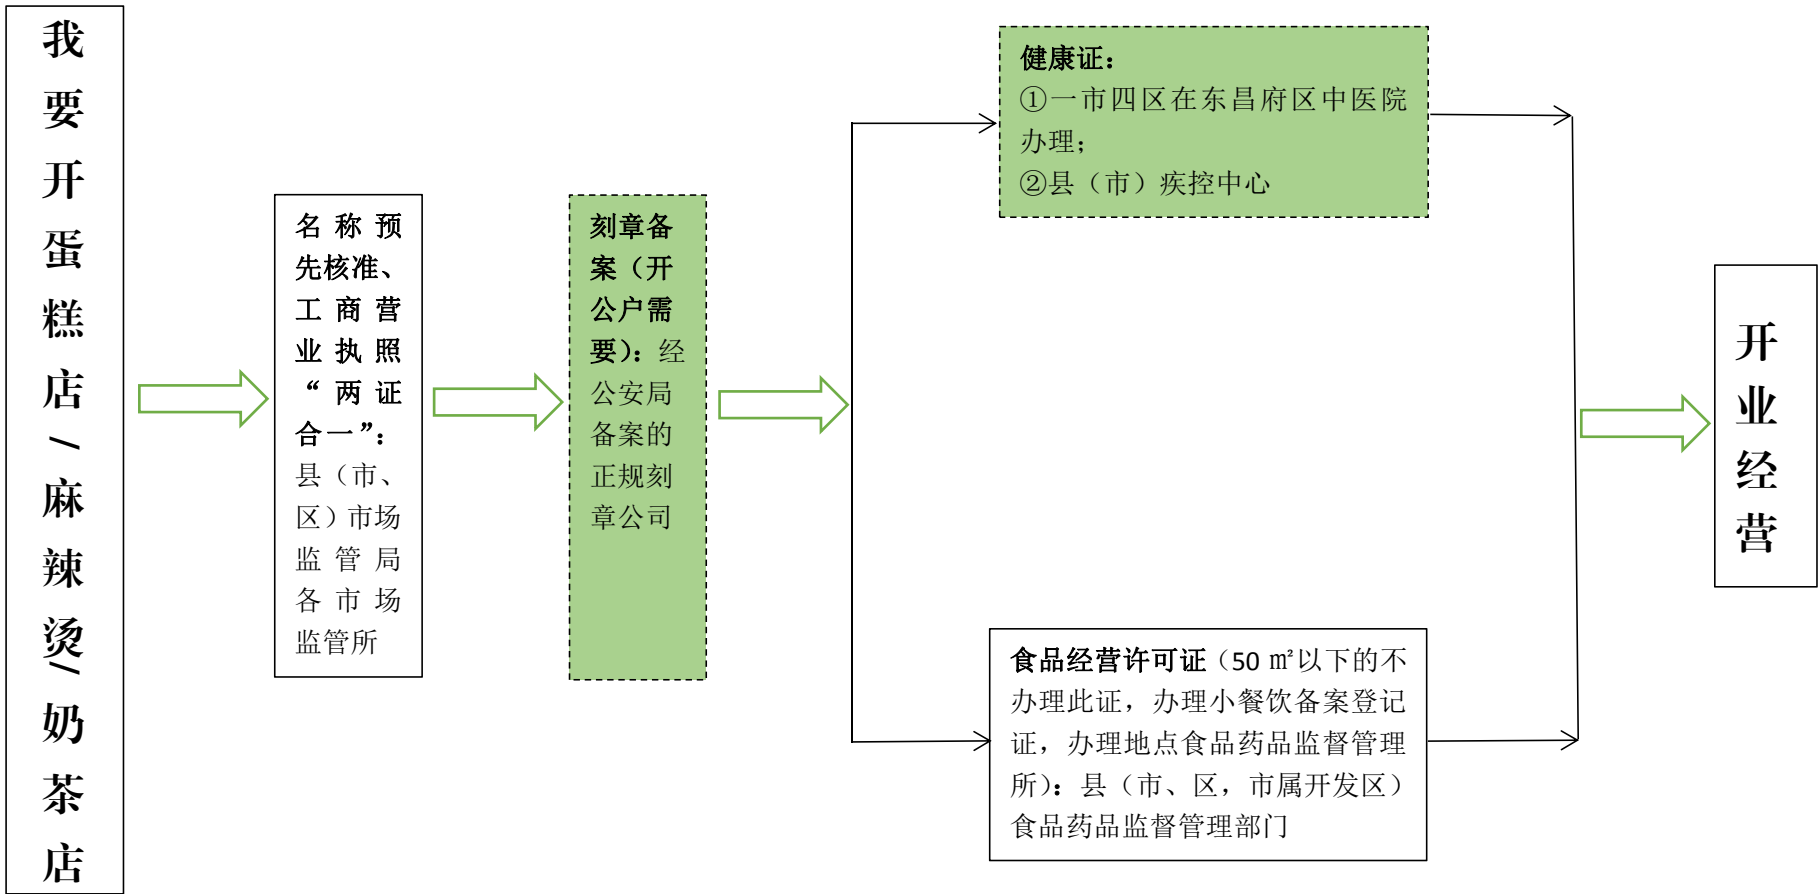 我要开蛋糕店/麻辣烫/奶茶店
名称预
先核准、
工商营
业执照
“两证
合一”：
县（市、
区）市场
监管局
各市场
监管所
刻章备
案（开
公户需
要）：经
公安局
备案的
正规刻
章公司
健康证：
①一市四区在东昌府区中医院
办理；
②县（市）疾控中心
食品经营许可证（50 ㎡以下的不
办理此证，办理小餐饮备案登记
证，办理地点食品药品监督管理
所）：县（市、区，市属开发区）
食品药品监督管理部门
开业经营